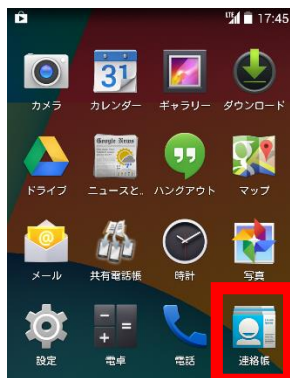 LTE 17:45
31
カメラ カレンダー ギャラリー ダウンロード
Google News
ドライブ ニュースと.. ハングアウト マップ
@
メール 共有電話帳 時計 写真
設定 電卓 電話 連絡帳